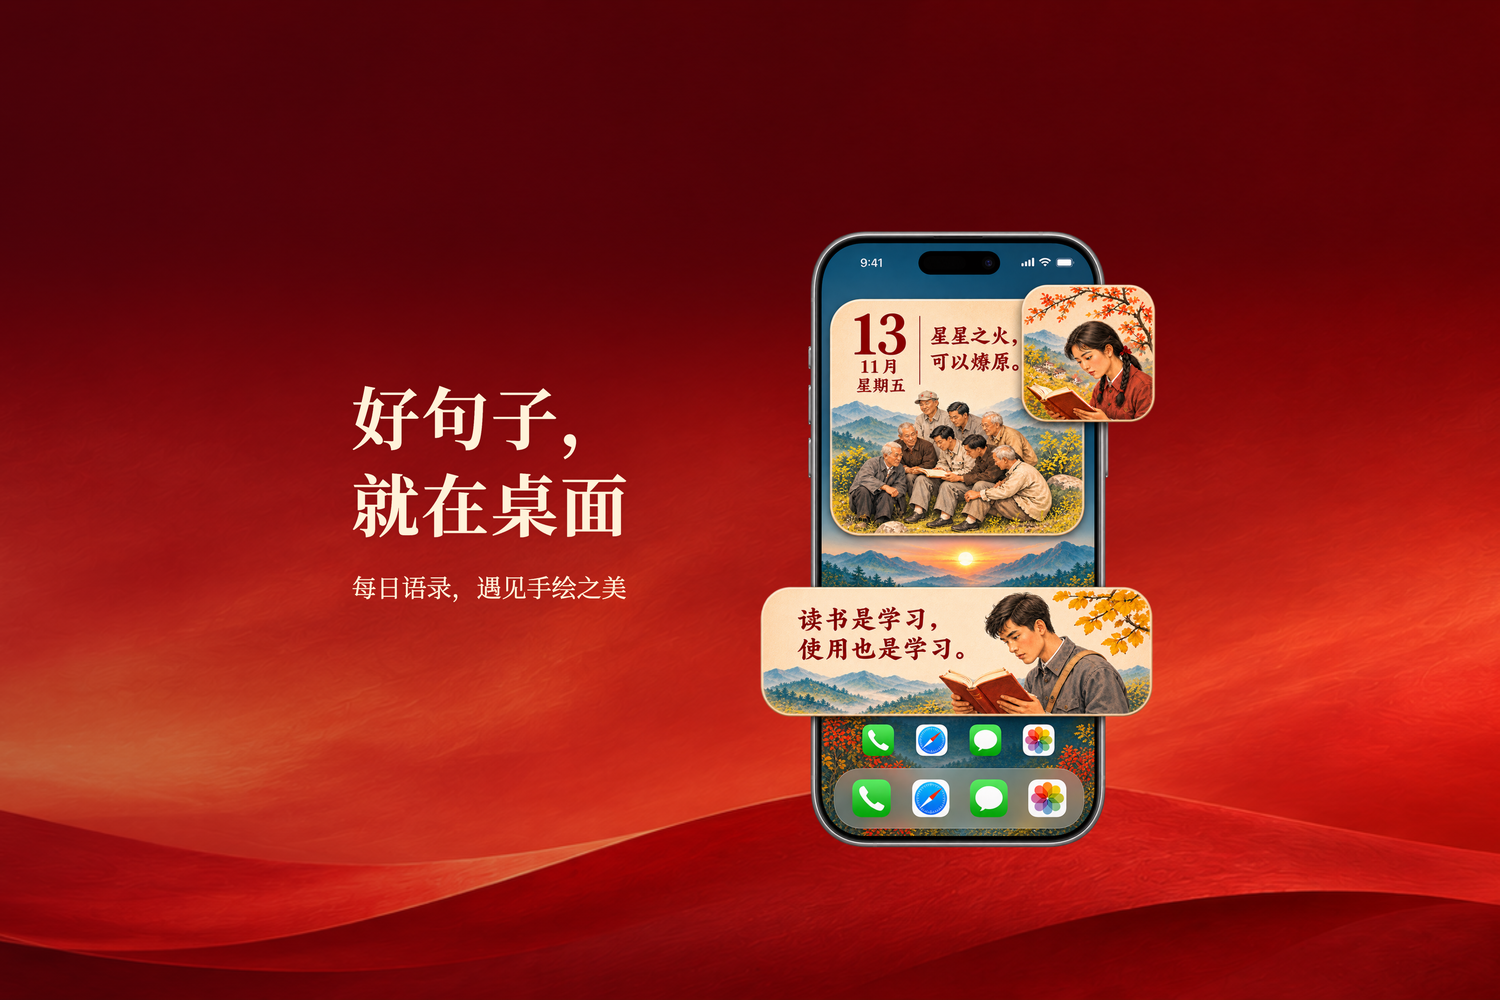 好句子，
就在桌面
每日语录，遇见手绘之美
9:41
13
11月
星期五
星星之火，
可以燎原。
读书是学习，
使用也是学习。